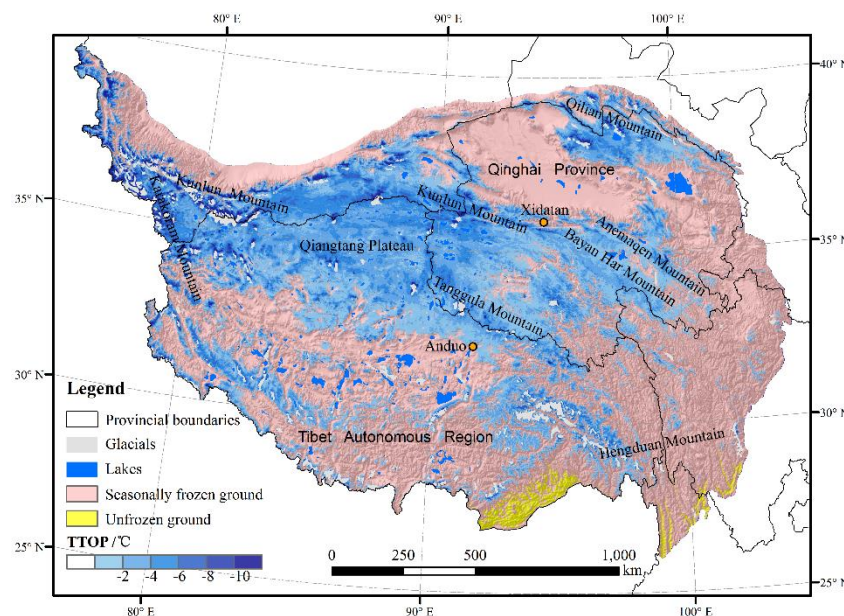 80° E
90° E
100° E
40° N
35° N
35° N
30° N
30° N
25° N
25° N
80° E
90° E
100° E
Qilian Mountain
Qinghai Province
Kunlun Mountain
Kunlun Mountain
Xidatan
Karakoram Mountain
Anemaqen Mountain
Qiangtang Plateau
Bayan Har Mountain
Tanggula Mountain
Anduo
Tibet Autonomous Region
Hengduan Mountain
Legend
Provincial boundaries
Glacials
Lakes
Seasonally frozen ground
Unfrozen ground
TTOP /℃
-2 -4 -6 -8 -10
0 250 500 1,000
km